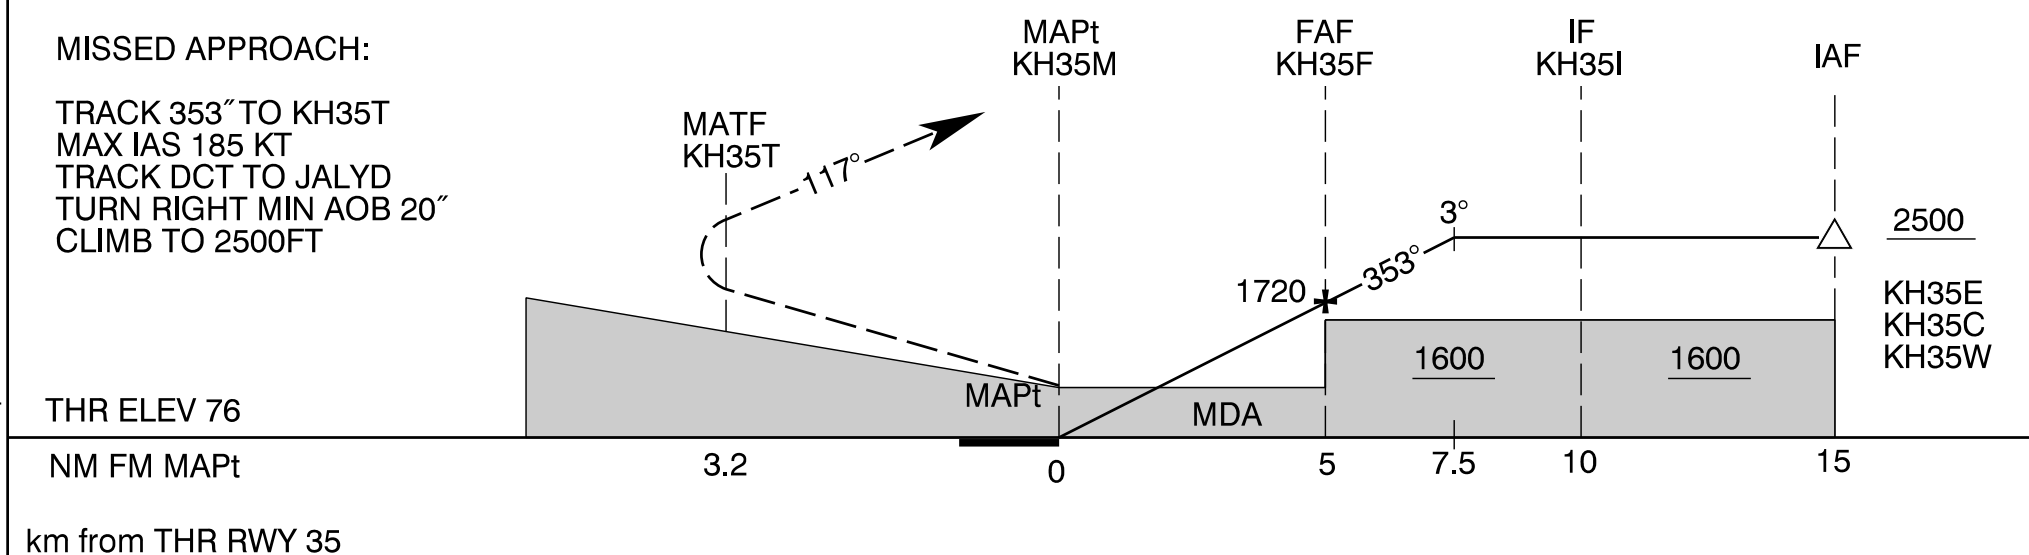 MISSED APPROACH:
TRACK 353″ TO KH35T
MAX IAS 185 KT
TRACK DCT TO JALYD
TURN RIGHT MIN AOB 20″
CLIMB TO 2500FT
MATF
KH35T
117°
MAPt
KH35M
FAF
KH35F
IF
KH35I
IAF
3°
353°
1720
2500
KH35E
KH35C
KH35W
1600
1600
MAPt
MDA
THR ELEV 76
NM FM MAPt
3.2
0
5
7.5
10
15
km from THR RWY 35